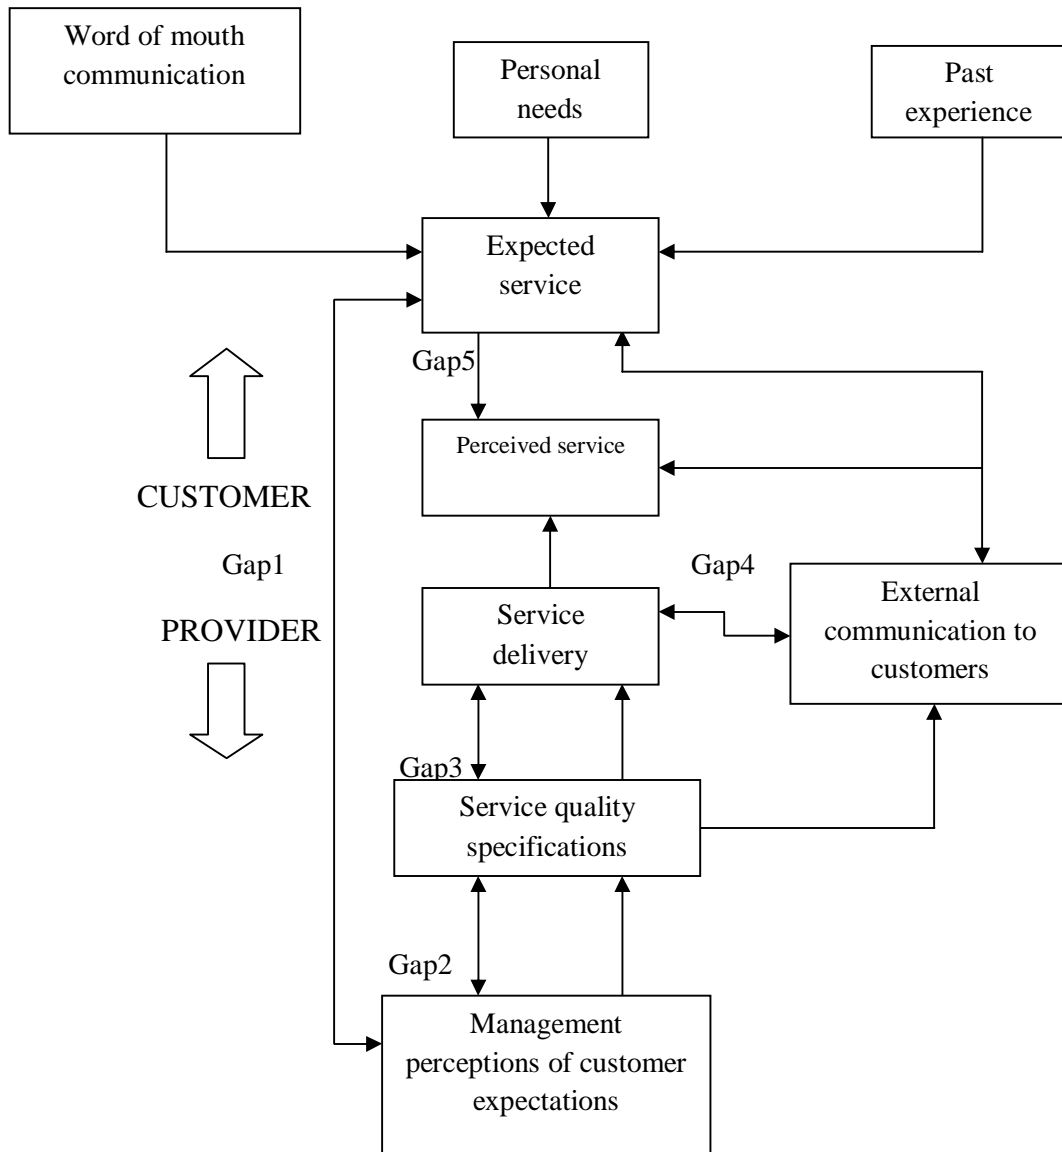 Word of mouth
communication
Personal
needs
Past
experience
Expected
service
Gap5
Perceived service
CUSTOMER
Gap1
Gap4
PROVIDER
Service
delivery
External
communication to
customers
Gap3
Service quality
specifications
Gap2
Management
perceptions of customer
expectations